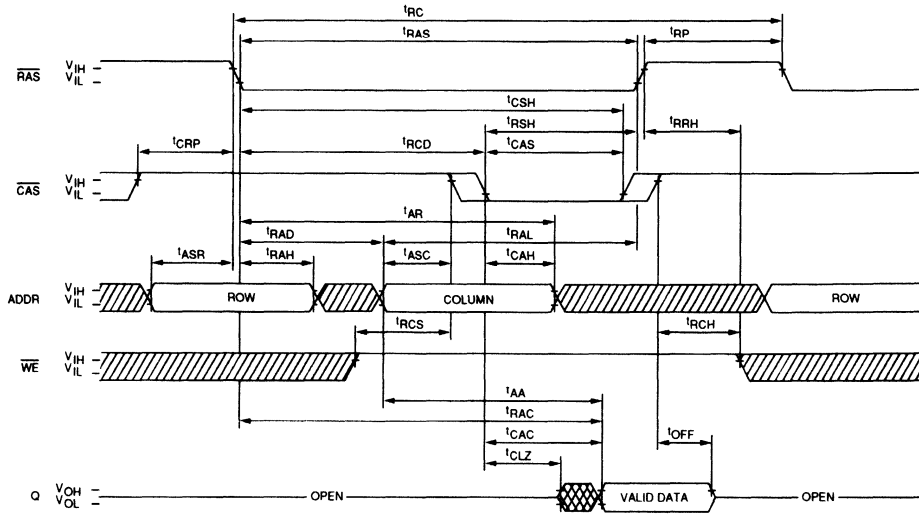 tRC
tRAS
tRP
RAS VIH VIL
tCSH
tRSH
tRRH
tCRP
tRCD
tCAS
CAS VIH VIL
tAR
tRAD
tRAL
tASR
tRAH
tASC
tCAH
ADDR VIH VIL ROW COLUMN ROW
tRCS
tRCH
WE VIH VIL
tAA
tRAC
tCAC
tOFF
tCLZ
Q VOH VOL OPEN VALID DATA OPEN